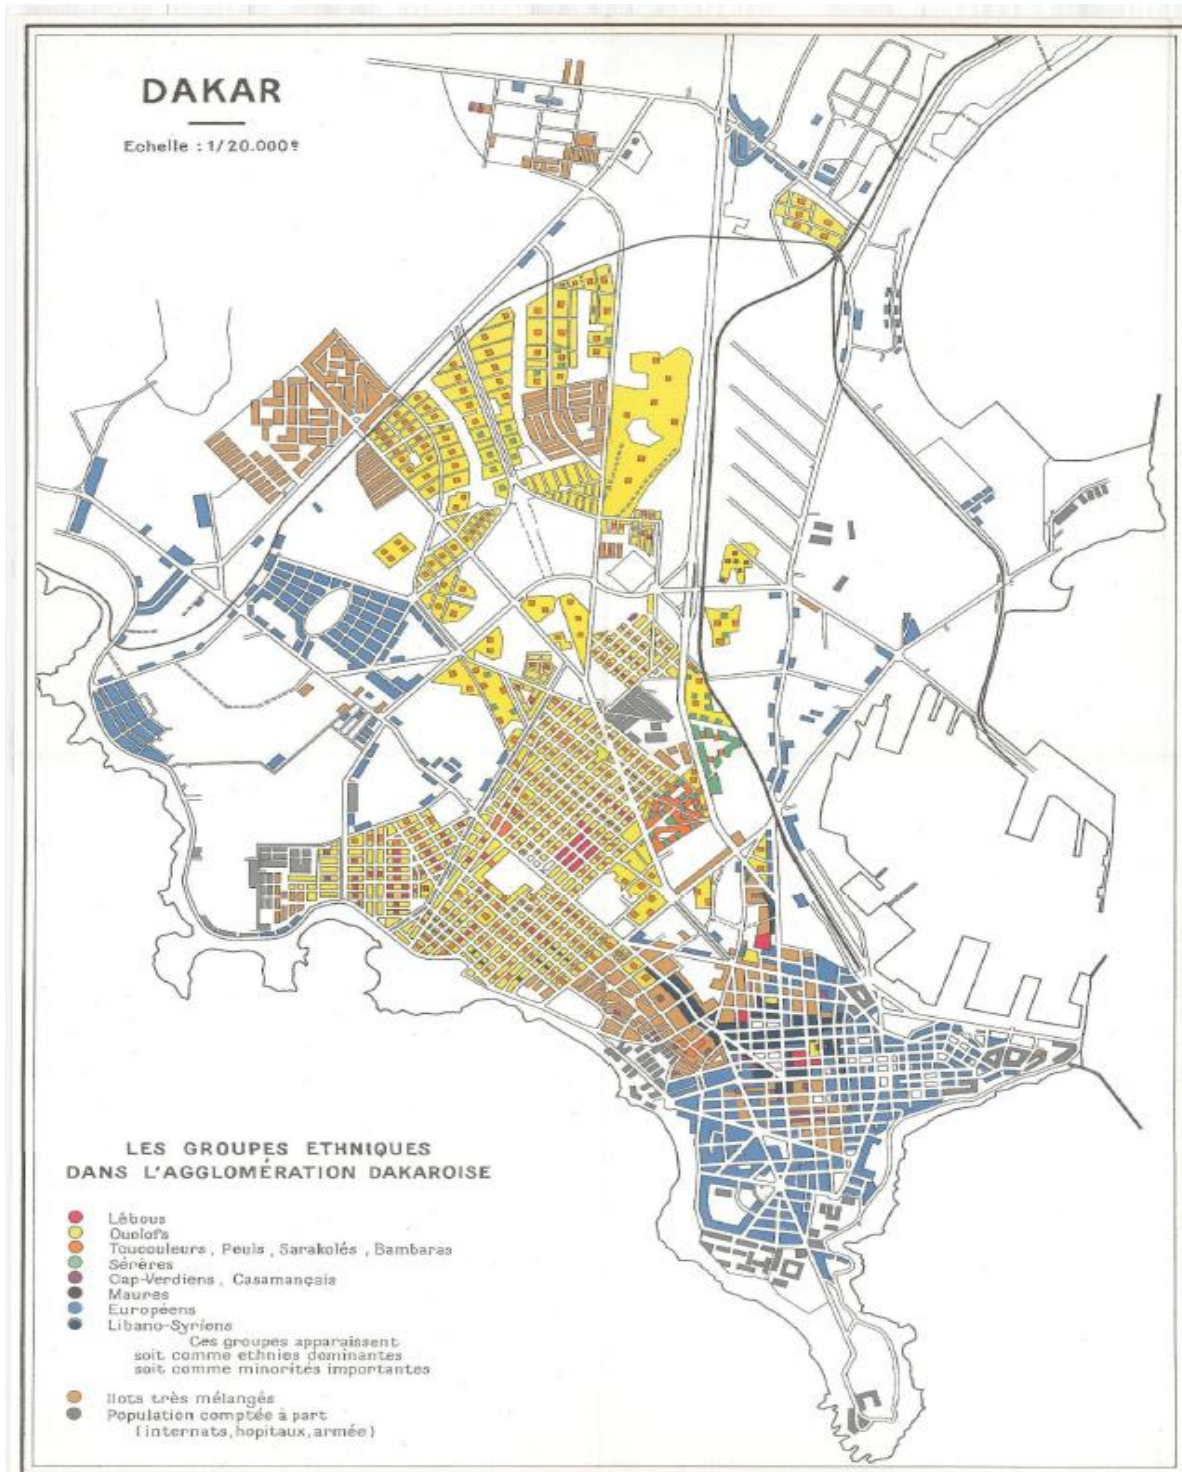 DAKAR
Echelle : 1/20.000e
LES GROUPES ETHNIQUES
DANS L'AGGLOMÉRATION DAKAROISE
Lébous
Ouolofs
Toucouleurs, Peuls, Sarakolés, Bambaras
Sérères
Cap-Verdiens, Casamançais
Maures
Européens
Libano-Syriens
Ces groupes apparaissent
soit comme ethnies dominantes
soit comme minorités importantes
Ilots très mélangés
Population comptée à part
(internats, hopitaux, armée)